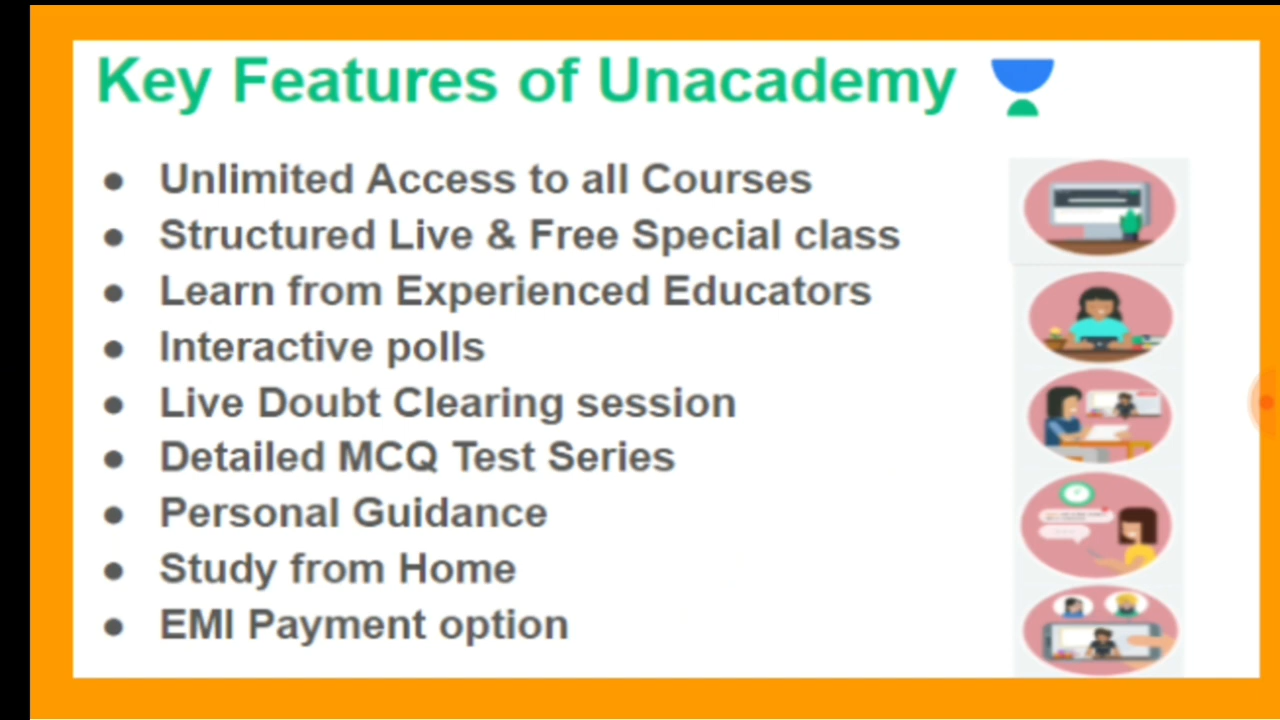 Key Features of Unacademy
● Unlimited Access to all Courses
● Structured Live & Free Special class
● Learn from Experienced Educators
● Interactive polls
● Live Doubt Clearing session
● Detailed MCQ Test Series
● Personal Guidance
● Study from Home
● EMI Payment option